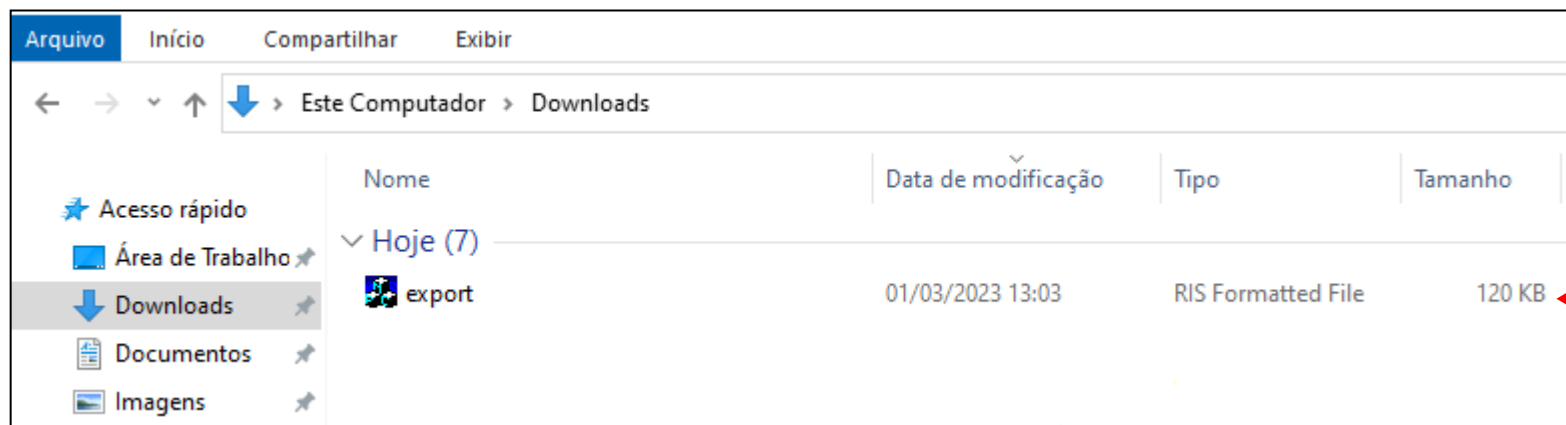 Arquivo Início Compartilhar Exibir
Este Computador > Downloads
Nome Data de modificação Tipo Tamanho
Acesso rápido
Hoje (7)
Área de Trabalho
export 01/03/2023 13:03 RIS Formatted File 120 KB
Downloads
Documentos
Imagens